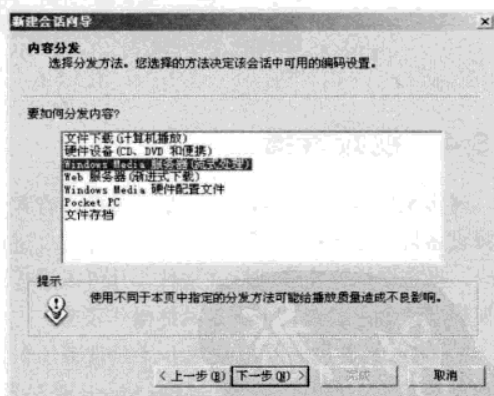 新建会话向导
内容分发
选择分发方法。您选择的方法决定该会话中可用的编码设置。
要如何分发内容?
文件下载(计算机播放)
硬件设备(CD、DVD 和便携)
Windows Media 服务器(流式处理)
Web 服务器(渐进式下载)
Windows Media 硬件配置文件
Pocket PC
文件存档
提示
使用不同于本页中指定的分发方法可能给播放质量造成不良影响。
< 上一步(B) 下一步(N) > 完成 取消